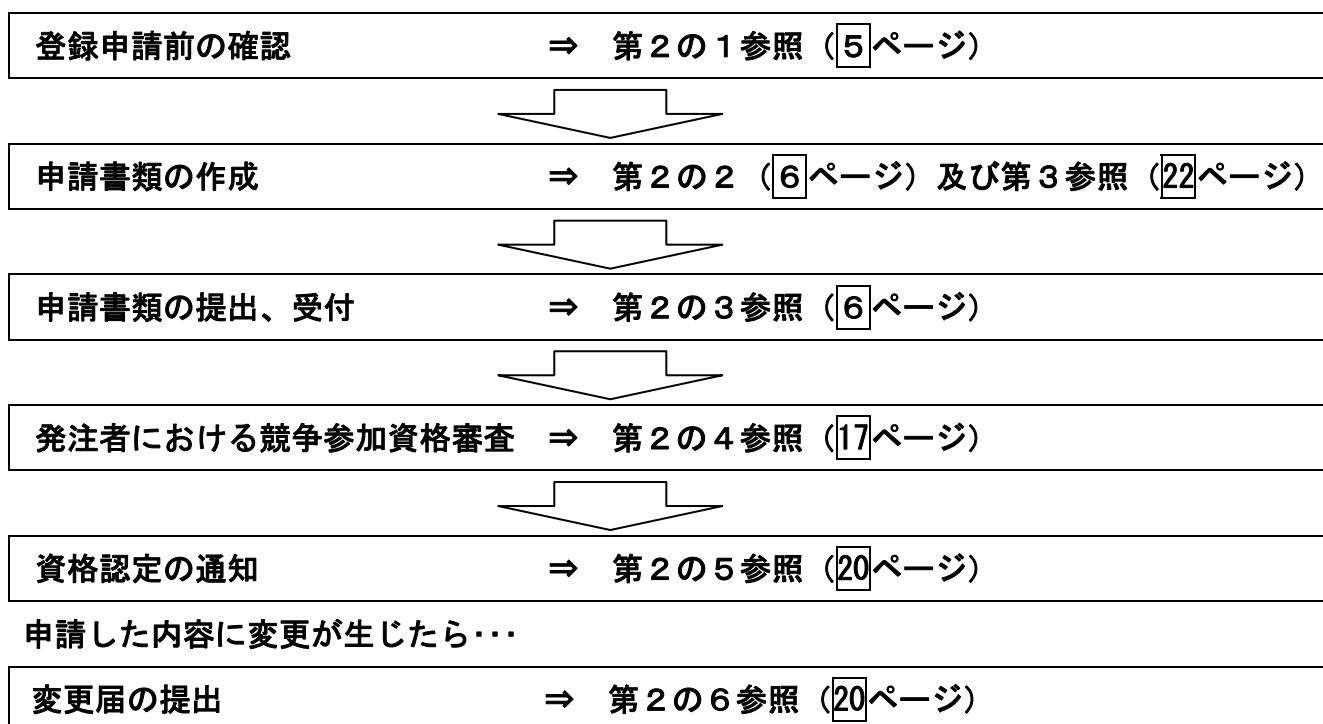 登録申請前の確認 ⇒ 第２の１参照（５ページ）
申請書類の作成 ⇒ 第２の２（６ページ）及び第３参照（22ページ）
申請書類の提出、受付 ⇒ 第２の３参照（６ページ）
発注者における競争参加資格審査 ⇒ 第２の４参照（17ページ）
資格認定の通知 ⇒ 第２の５参照（20ページ）
申請した内容に変更が生じたら･･･
変更届の提出 ⇒ 第２の６参照（20ページ）